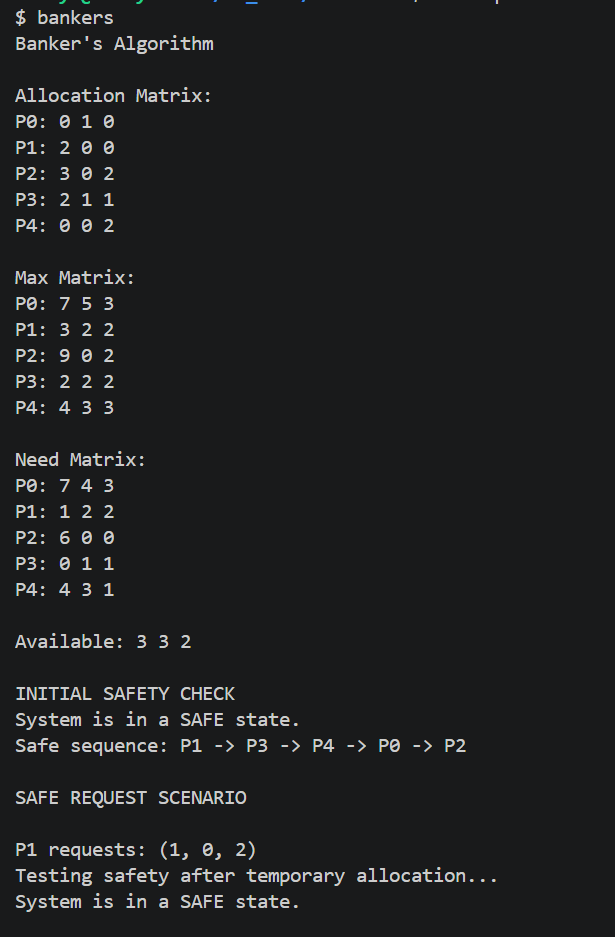 $ bankers
Banker's Algorithm
Allocation Matrix:
P0: 0 1 0
P1: 2 0 0
P2: 3 0 2
P3: 2 1 1
P4: 0 0 2
Max Matrix:
P0: 7 5 3
P1: 3 2 2
P2: 9 0 2
P3: 2 2 2
P4: 4 3 3
Need Matrix:
P0: 7 4 3
P1: 1 2 2
P2: 6 0 0
P3: 0 1 1
P4: 4 3 1
Available: 3 3 2
INITIAL SAFETY CHECK
System is in a SAFE state.
Safe sequence: P1 -> P3 -> P4 -> P0 -> P2
SAFE REQUEST SCENARIO
P1 requests: (1, 0, 2)
Testing safety after temporary allocation...
System is in a SAFE state.